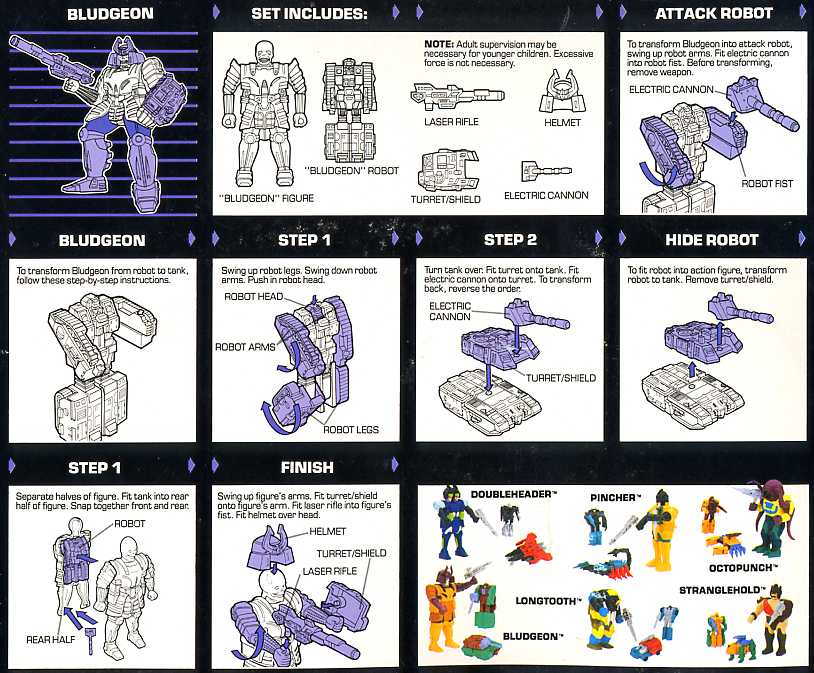 BLUDGEON
SET INCLUDES:
NOTE: Adult supervision may be
necessary for younger children. Excessive
force is not necessary.
LASER RIFLE
HELMET
"BLUDGEON" ROBOT
"BLUDGEON" FIGURE
TURRET/SHIELD
ELECTRIC CANNON
ATTACK ROBOT
To transform Bludgeon into attack robot,
swing up robot arms. Fit electric cannon
into robot fist. Before transforming,
remove weapon.
ELECTRIC CANNON
ROBOT FIST
BLUDGEON
To transform Bludgeon from robot to tank,
follow these step-by-step instructions.
STEP 1
Swing up robot legs. Swing down robot
arms. Push in robot head.
ROBOT HEAD
ROBOT ARMS
ROBOT LEGS
STEP 2
Turn tank over. Fit turret onto tank. Fit
electric cannon onto turret. To transform
back, reverse the order.
ELECTRIC
CANNON
TURRET/SHIELD
HIDE ROBOT
To fit robot into action figure, transform
robot to tank. Remove turret/shield.
STEP 1
Separate halves of figure. Fit tank into rear
half of figure. Snap together front and rear.
ROBOT
REAR HALF
FINISH
Swing up figure's arms. Fit turret/shield
onto figure's arm. Fit laser rifle into figure's
fist. Fit helmet over head.
HELMET
TURRET/SHIELD
LASER RIFLE
DOUBLEHEADER™
PINCHER™
OCTOPUNCH™
LONGTOOTH™
STRANGLEHOLD™
BLUDGEON™